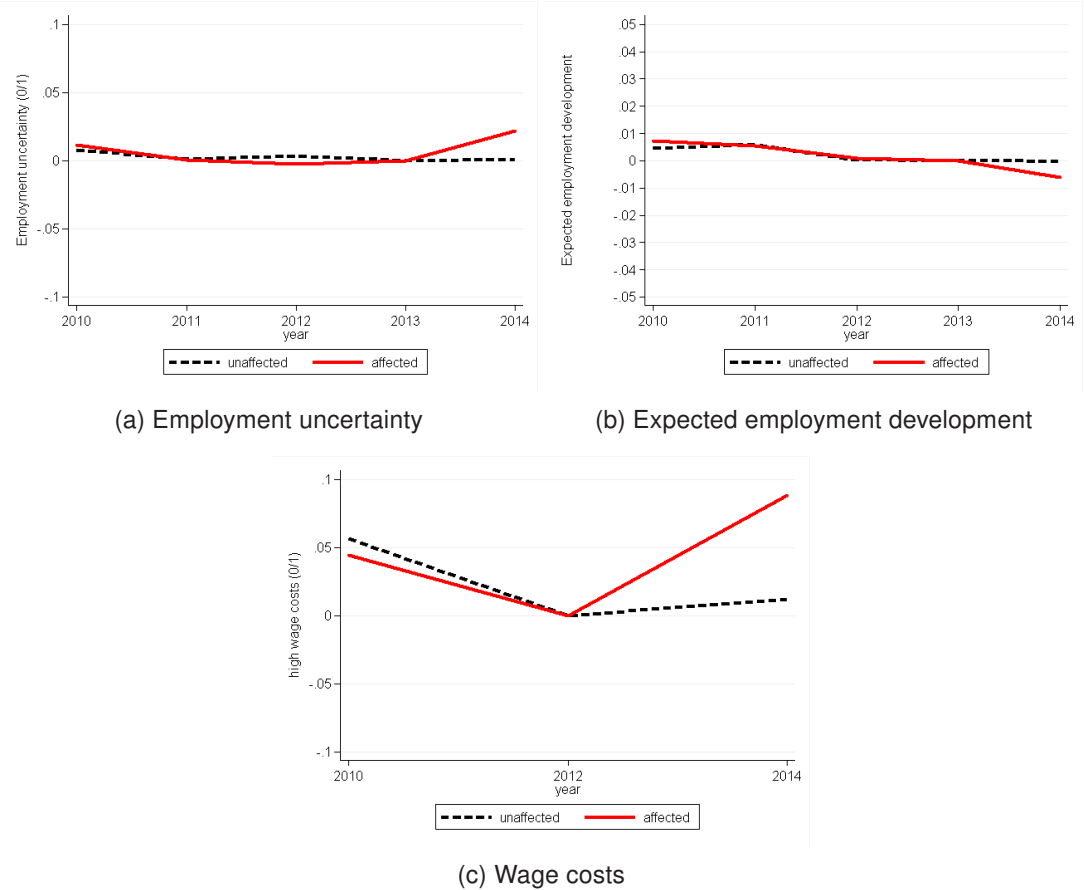 Employment uncertainty (0/1)
.1
.05
0
-.05
-.1
2010 2011 2012 2013 2014
year
unaffected affected
(a) Employment uncertainty
Expected employment development
.05
.04
.03
.02
.01
0
-.01
-.02
-.03
-.04
-.05
2010 2011 2012 2013 2014
year
unaffected affected
(b) Expected employment development
high wage costs (0/1)
.1
.05
0
-.05
-.1
2010 2012 2014
year
unaffected affected
(c) Wage costs